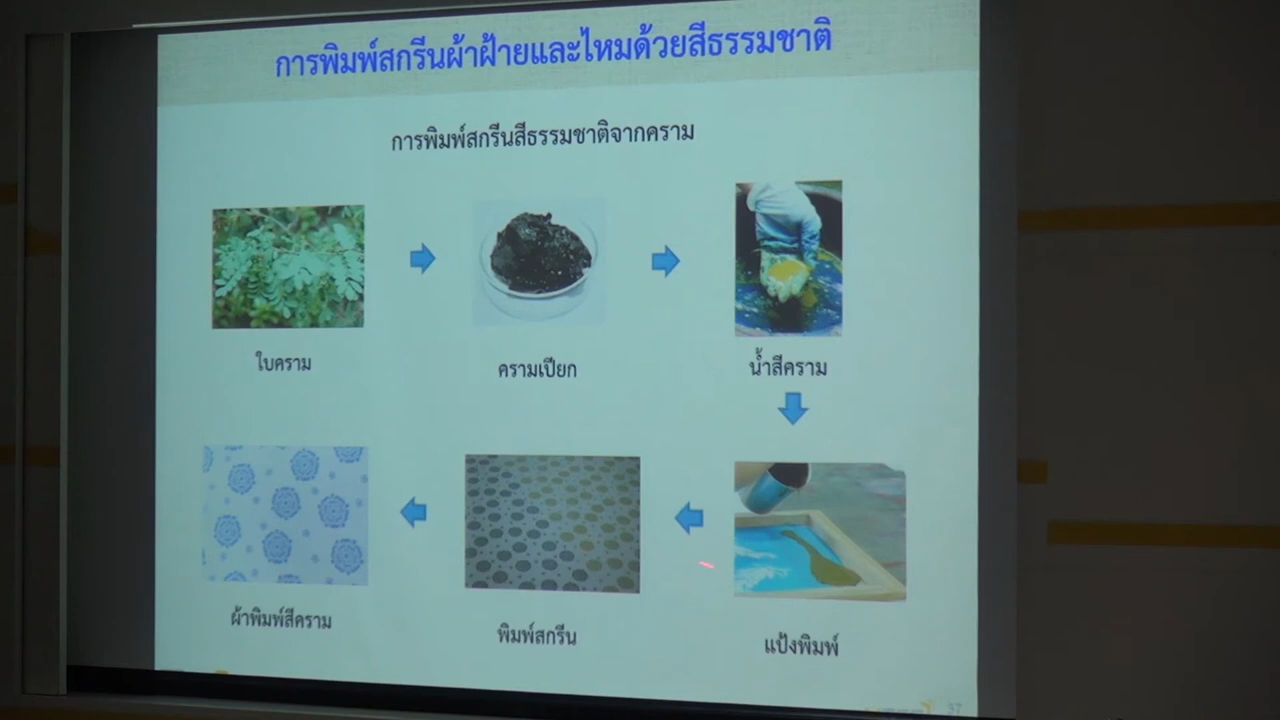 การพิมพ์สกรีนผ้าฝ้ายและไหมด้วยสีธรรมชาติ
การพิมพ์สกรีนสีธรรมชาติจากคราม
ใบคราม
ครามเปียก
น้ำสีคราม
ผ้าพิมพ์สีคราม
พิมพ์สกรีน
แป้งพิมพ์
37